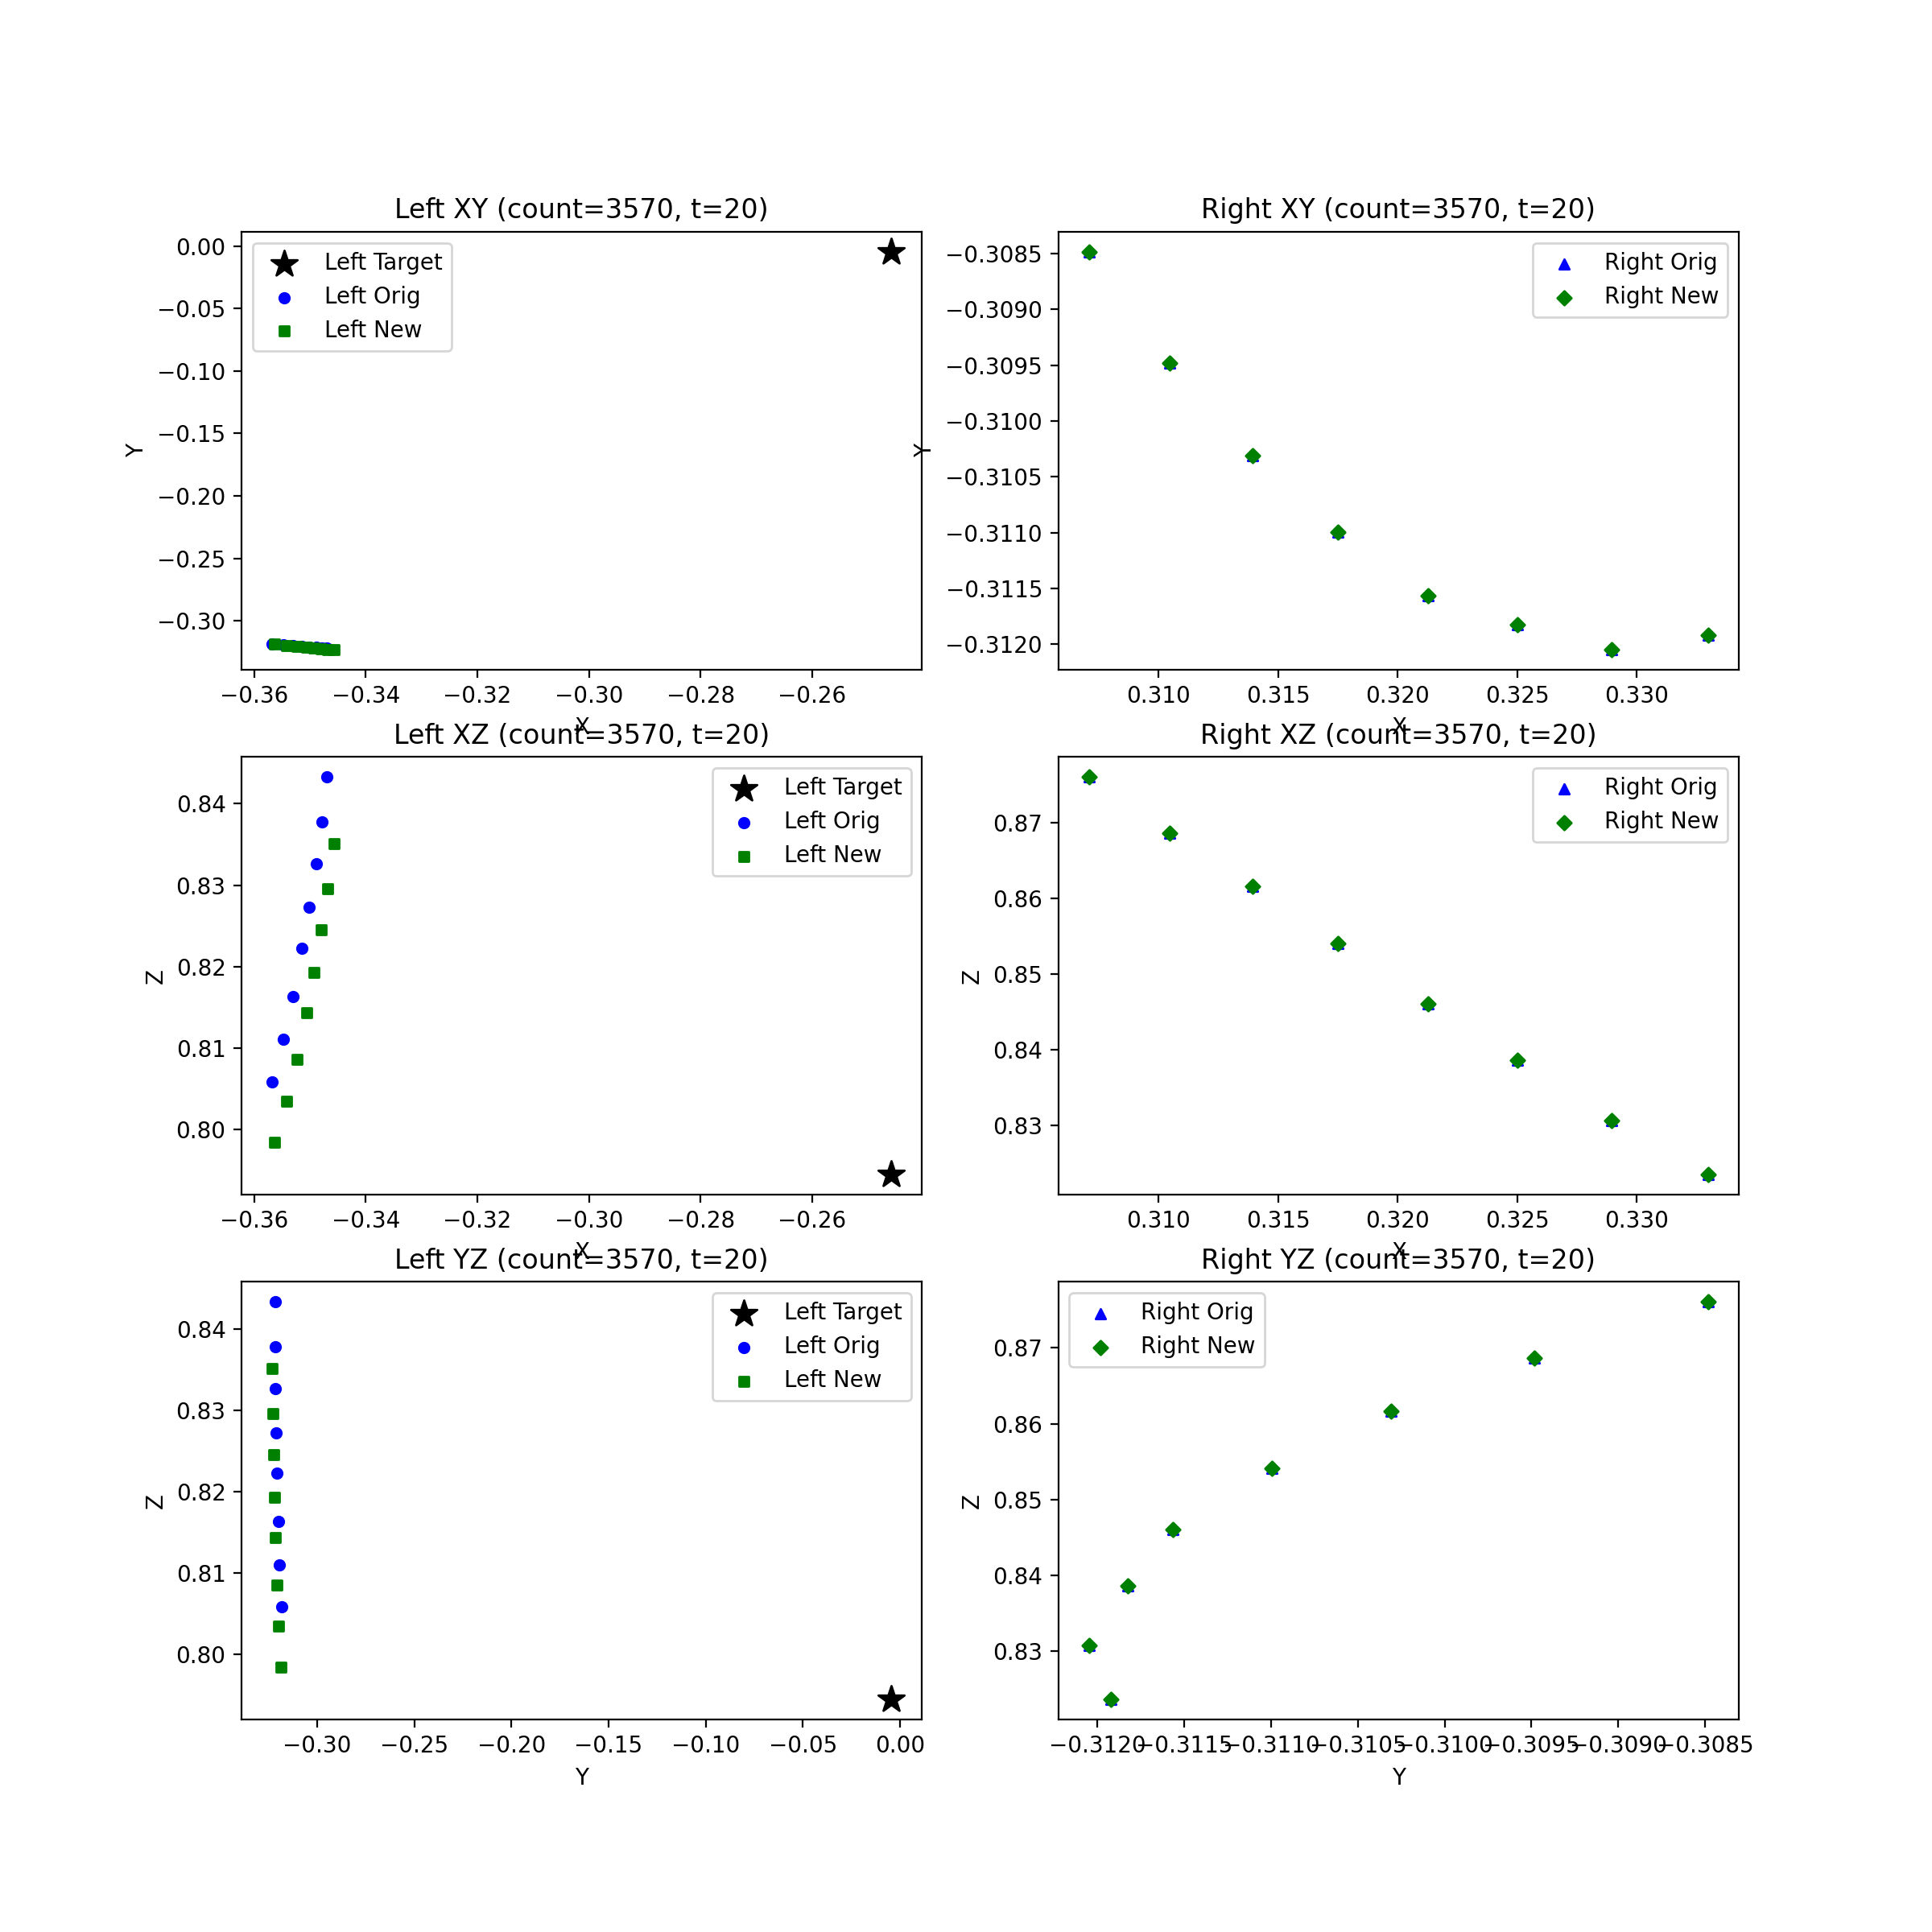 Left XY (count=3570, t=20)
0.00
−0.05
−0.10
−0.15
−0.20
−0.25
−0.30
Y
Left Target
Left Orig
Left New
−0.36 −0.34 −0.32 −0.30 −0.28 −0.26
X
Right XY (count=3570, t=20)
−0.3085
−0.3090
−0.3095
−0.3100
−0.3105
−0.3110
−0.3115
−0.3120
Y
Right Orig
Right New
0.310 0.315 0.320 0.325 0.330
X
Left XZ (count=3570, t=20)
0.84
0.83
0.82
0.81
0.80
Z
Left Target
Left Orig
Left New
−0.36 −0.34 −0.32 −0.30 −0.28 −0.26
X
Right XZ (count=3570, t=20)
0.87
0.86
0.85
0.84
0.83
Z
Right Orig
Right New
0.310 0.315 0.320 0.325 0.330
X
Left YZ (count=3570, t=20)
0.84
0.83
0.82
0.81
0.80
Z
Left Target
Left Orig
Left New
−0.30 −0.25 −0.20 −0.15 −0.10 −0.05 0.00
Y
Right YZ (count=3570, t=20)
0.87
0.86
0.85
0.84
0.83
Z
Right Orig
Right New
−0.3120 −0.3115 −0.3110 −0.3105 −0.3100 −0.3095 −0.3090 −0.3085
Y